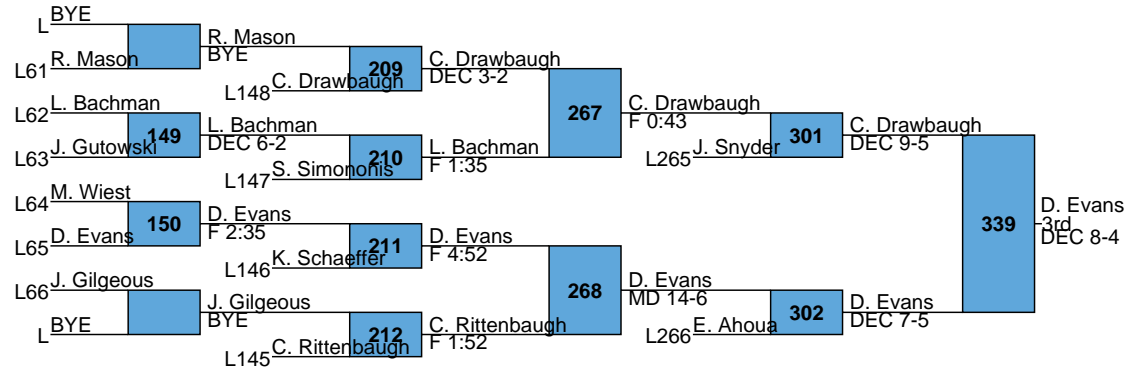 L BYE
L61 R. Mason
R. Mason
BYE
209
L148 C. Drawbaugh
C. Drawbaugh
DEC 3-2
L62 L. Bachman
149
L63 J. Gutowski
L. Bachman
DEC 6-2
210
L147 S. Simononis
L. Bachman
F 1:35
267
C. Drawbaugh
F 0:43
301
L265 J. Snyder
C. Drawbaugh
DEC 9-5
L64 M. Wiest
150
L65 D. Evans
D. Evans
F 2:35
211
L146 K. Schaeffer
D. Evans
F 4:52
L66 J. Gilgeous
L BYE
J. Gilgeous
BYE
212
L145 C. Rittenbaugh
C. Rittenbaugh
F 1:52
268
D. Evans
MD 14-6
302
L266 E. Ahoua
D. Evans
DEC 7-5
339
D. Evans
3rd
DEC 8-4